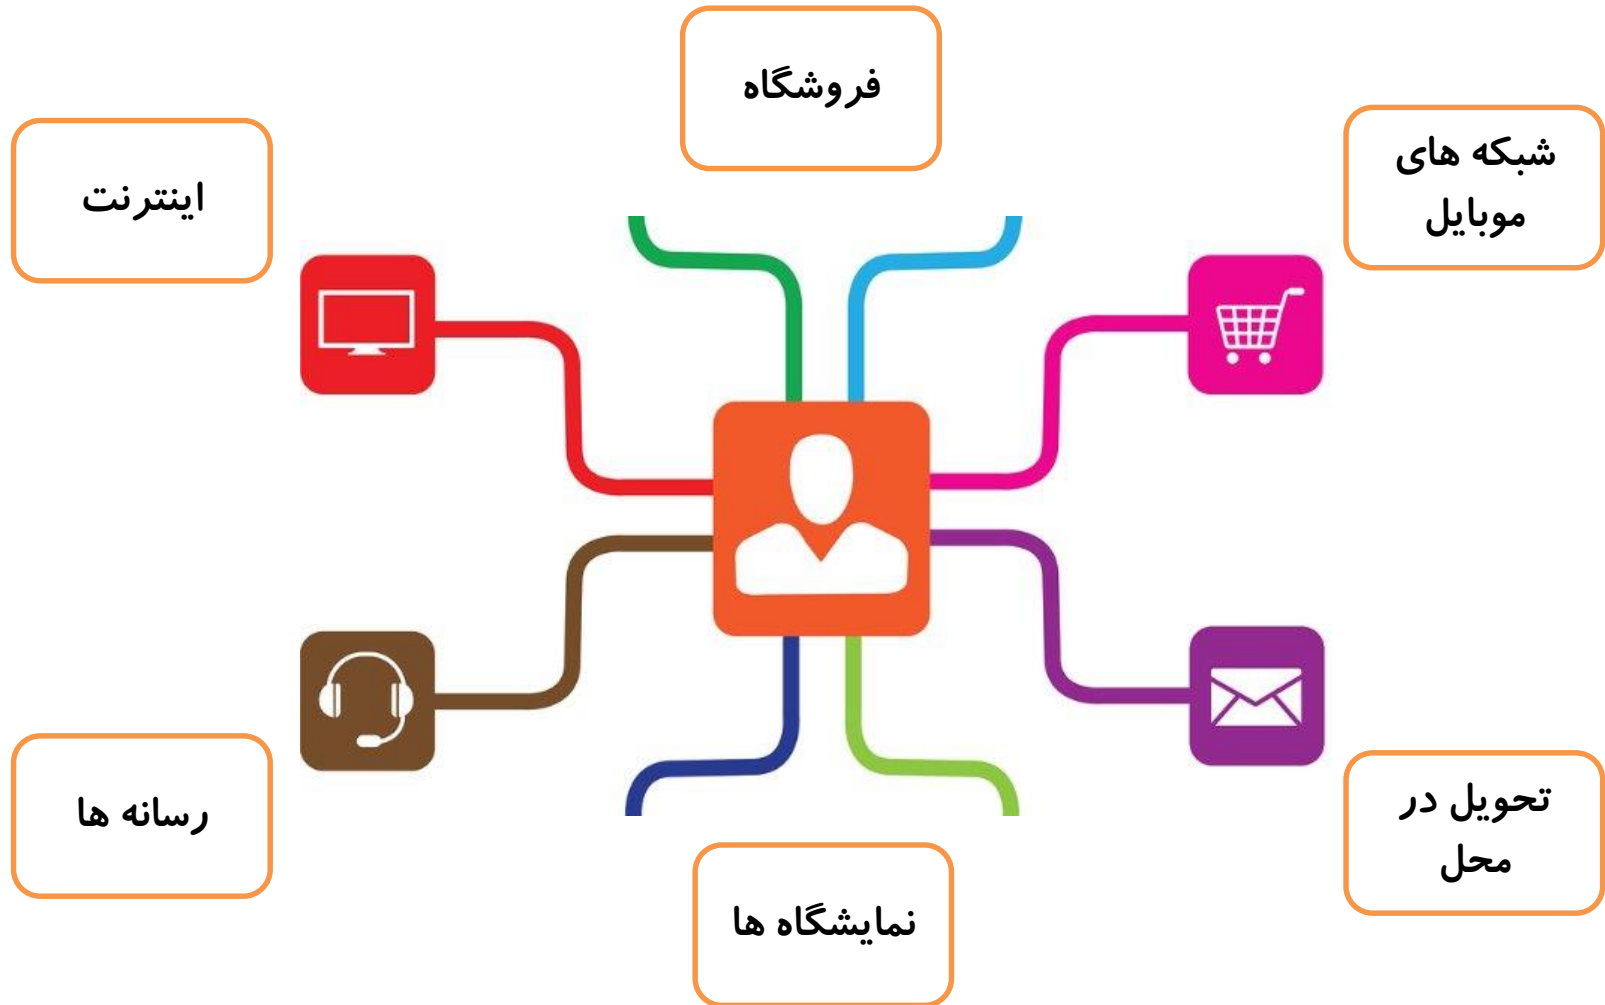 فروشگاه
شبکه های
موبایل
اینترنت
تحویل در
محل
رسانه ها
نمایشگاه ها